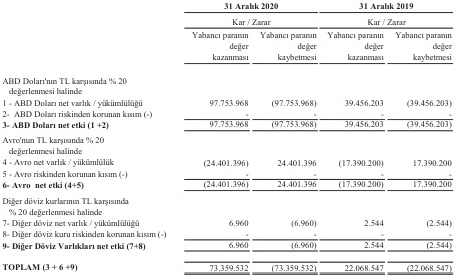 31 Aralık 2020 31 Aralık 2019
Kar / Zarar Kar / Zarar
Yabancı paranın Yabancı paranın Yabancı paranın Yabancı paranın
değer değer değer değer
kazanması kaybetmesi kazanması kaybetmesi
ABD Doları'nın TL karşısında % 20
değerlenmesi halinde
1 - ABD Doları net varlık / yükümlülüğü 97.753.968 (97.753.968) 39.456.203 (39.456.203)
2- ABD Doları riskinden korunan kısım (-) - - - -
3- ABD Doları net etki (1 +2) 97.753.968 (97.753.968) 39.456.203 (39.456.203)
Avro'nun TL karşısında % 20
değerlenmesi halinde
4 - Avro net varlık / yükümlülük (24.401.396) 24.401.396 (17.390.200) 17.390.200
5 - Avro riskinden korunan kısım (-) - - - -
6- Avro net etki (4+5) (24.401.396) 24.401.396 (17.390.200) 17.390.200
Diğer döviz kurlarının TL karşısında
% 20 değerlenmesi halinde
7- Diğer döviz net varlık / yükümlülüğü 6.960 (6.960) 2.544 (2.544)
8- Diğer döviz kuru riskinden korunan kısım (-) - - - -
9- Diğer Döviz Varlıkları net etki (7+8) 6.960 (6.960) 2.544 (2.544)
TOPLAM (3 + 6 +9) 73.359.532 (73.359.532) 22.068.547 (22.068.547)